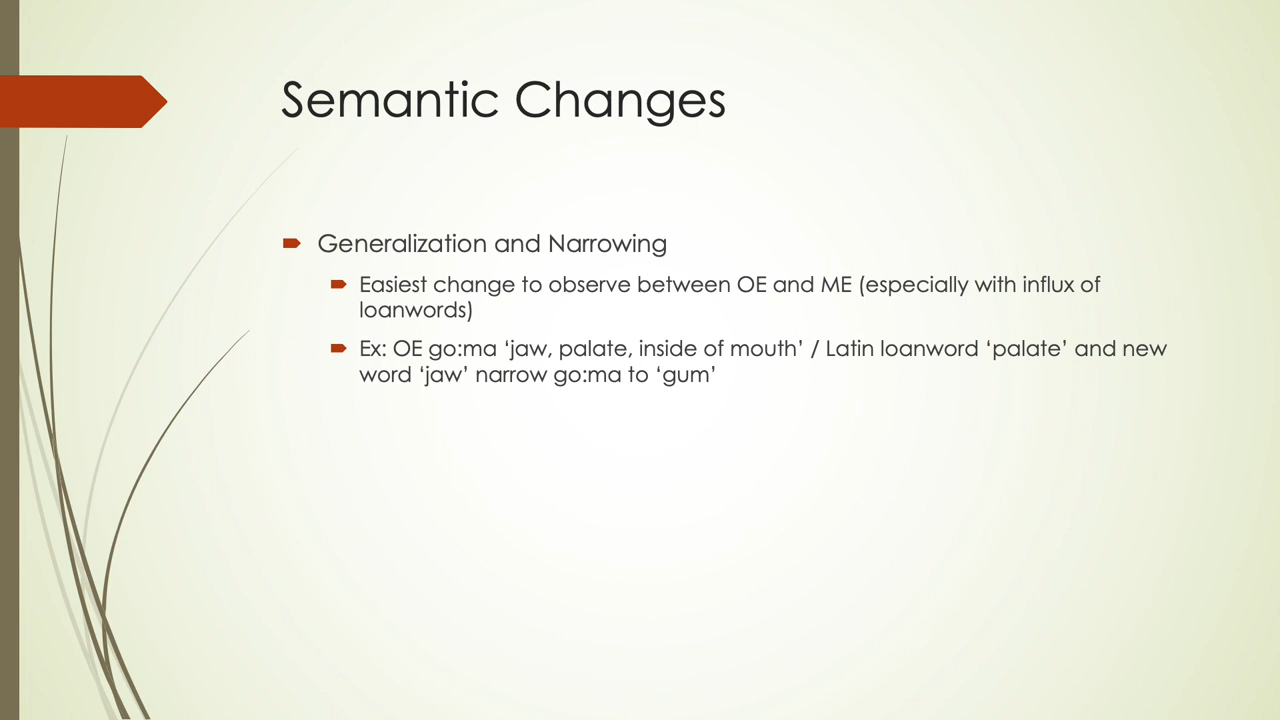 Semantic Changes
Generalization and Narrowing
Easiest change to observe between OE and ME (especially with influx of
loanwords)
Ex: OE go:ma ‘jaw, palate, inside of mouth’ / Latin loanword ‘palate’ and new
word ‘jaw’ narrow go:ma to ‘gum’